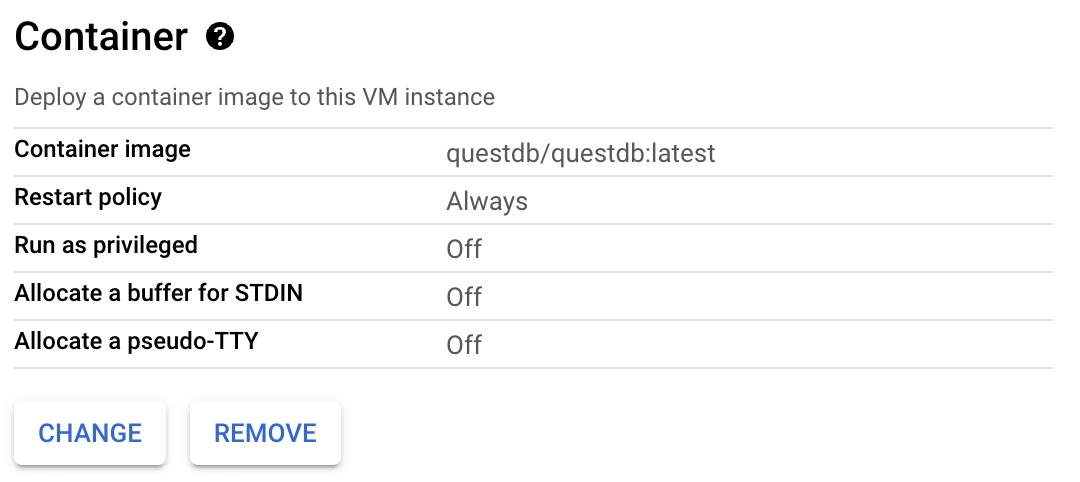 Container ?
Deploy a container image to this VM instance
Container image questdb/questdb:latest
Restart policy Always
Run as privileged Off
Allocate a buffer for STDIN Off
Allocate a pseudo-TTY Off
CHANGE REMOVE